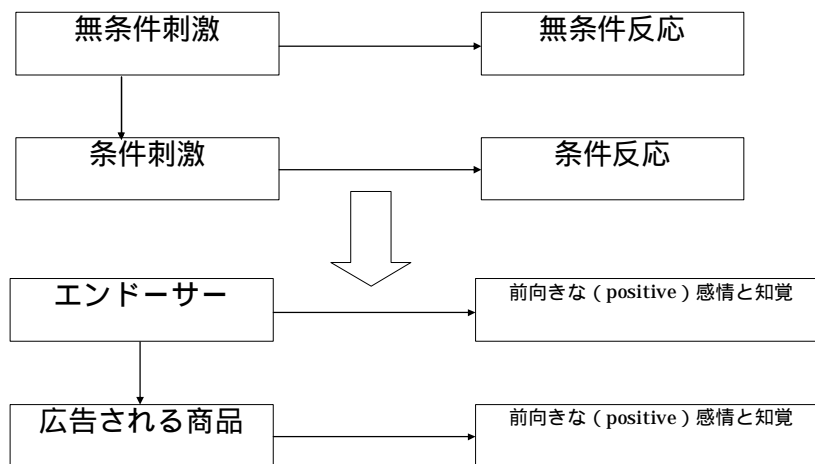 無条件刺激
無条件反応
条件刺激
条件反応
エンドーサー
前向きな（positive）感情と知覚
広告される商品
前向きな（positive）感情と知覚